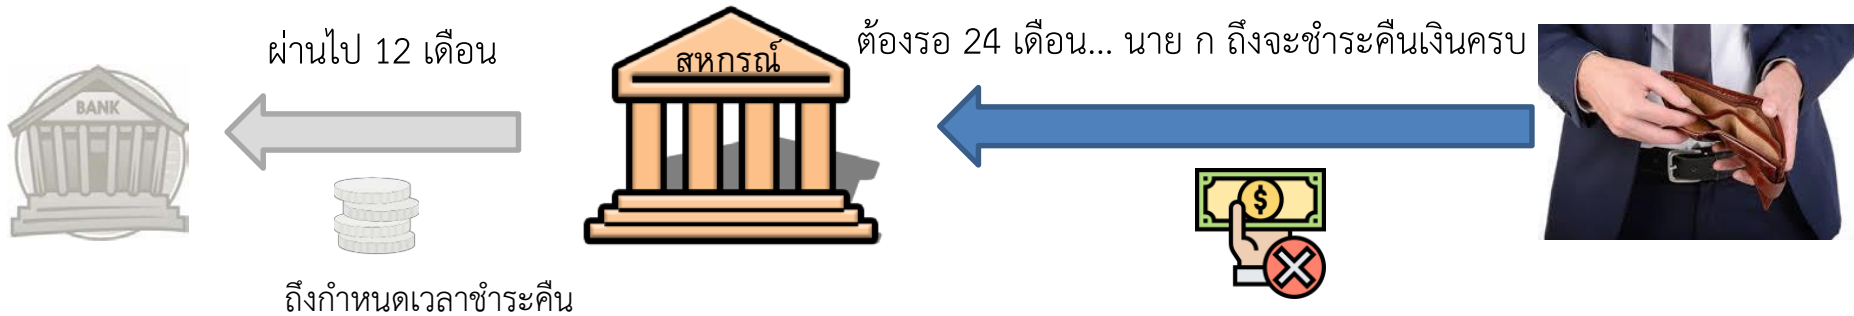 ผ่านไป 12 เดือน
สหกรณ์
ต้องรอ 24 เดือน... นาย ก ถึงจะชำระคืนเงินครบ
BANK
ถึงกำหนดเวลาชำระคืน